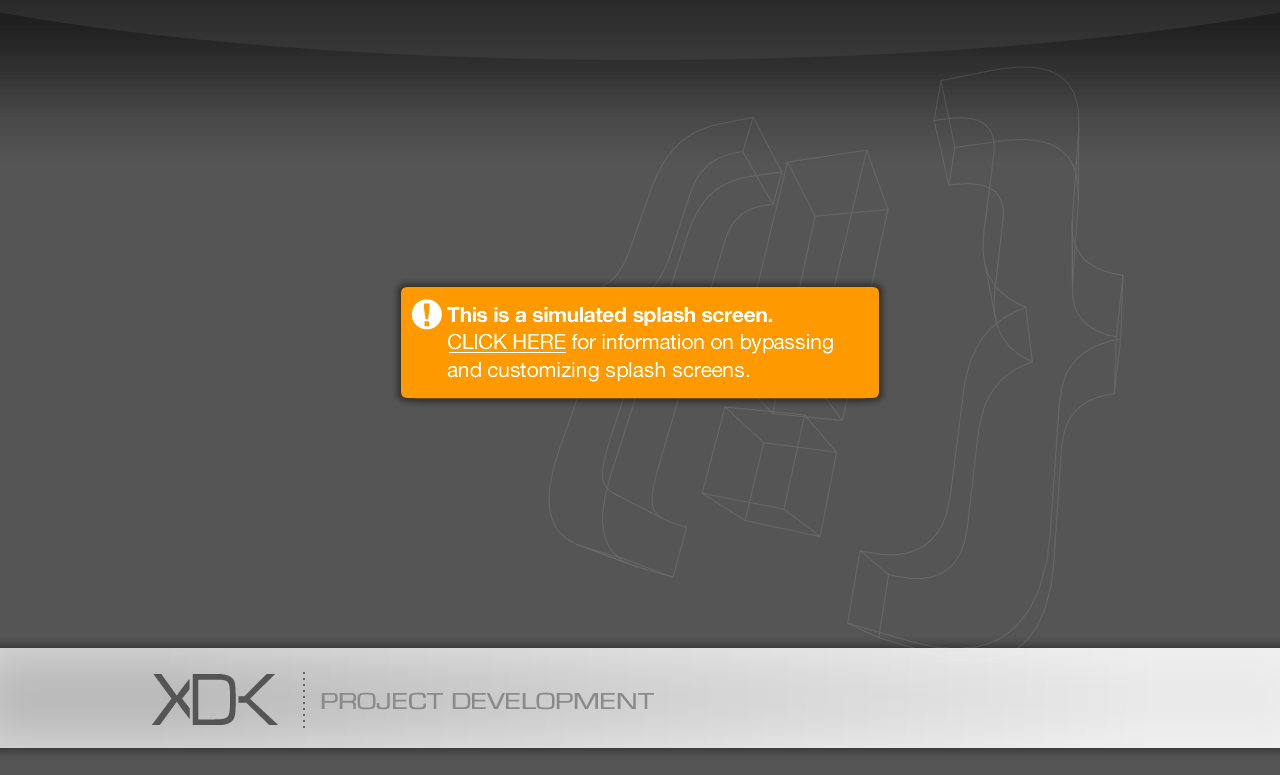 This is a simulated splash screen.
CLICK HERE for information on bypassing
and customizing splash screens.
XDK
PROJECT DEVELOPMENT